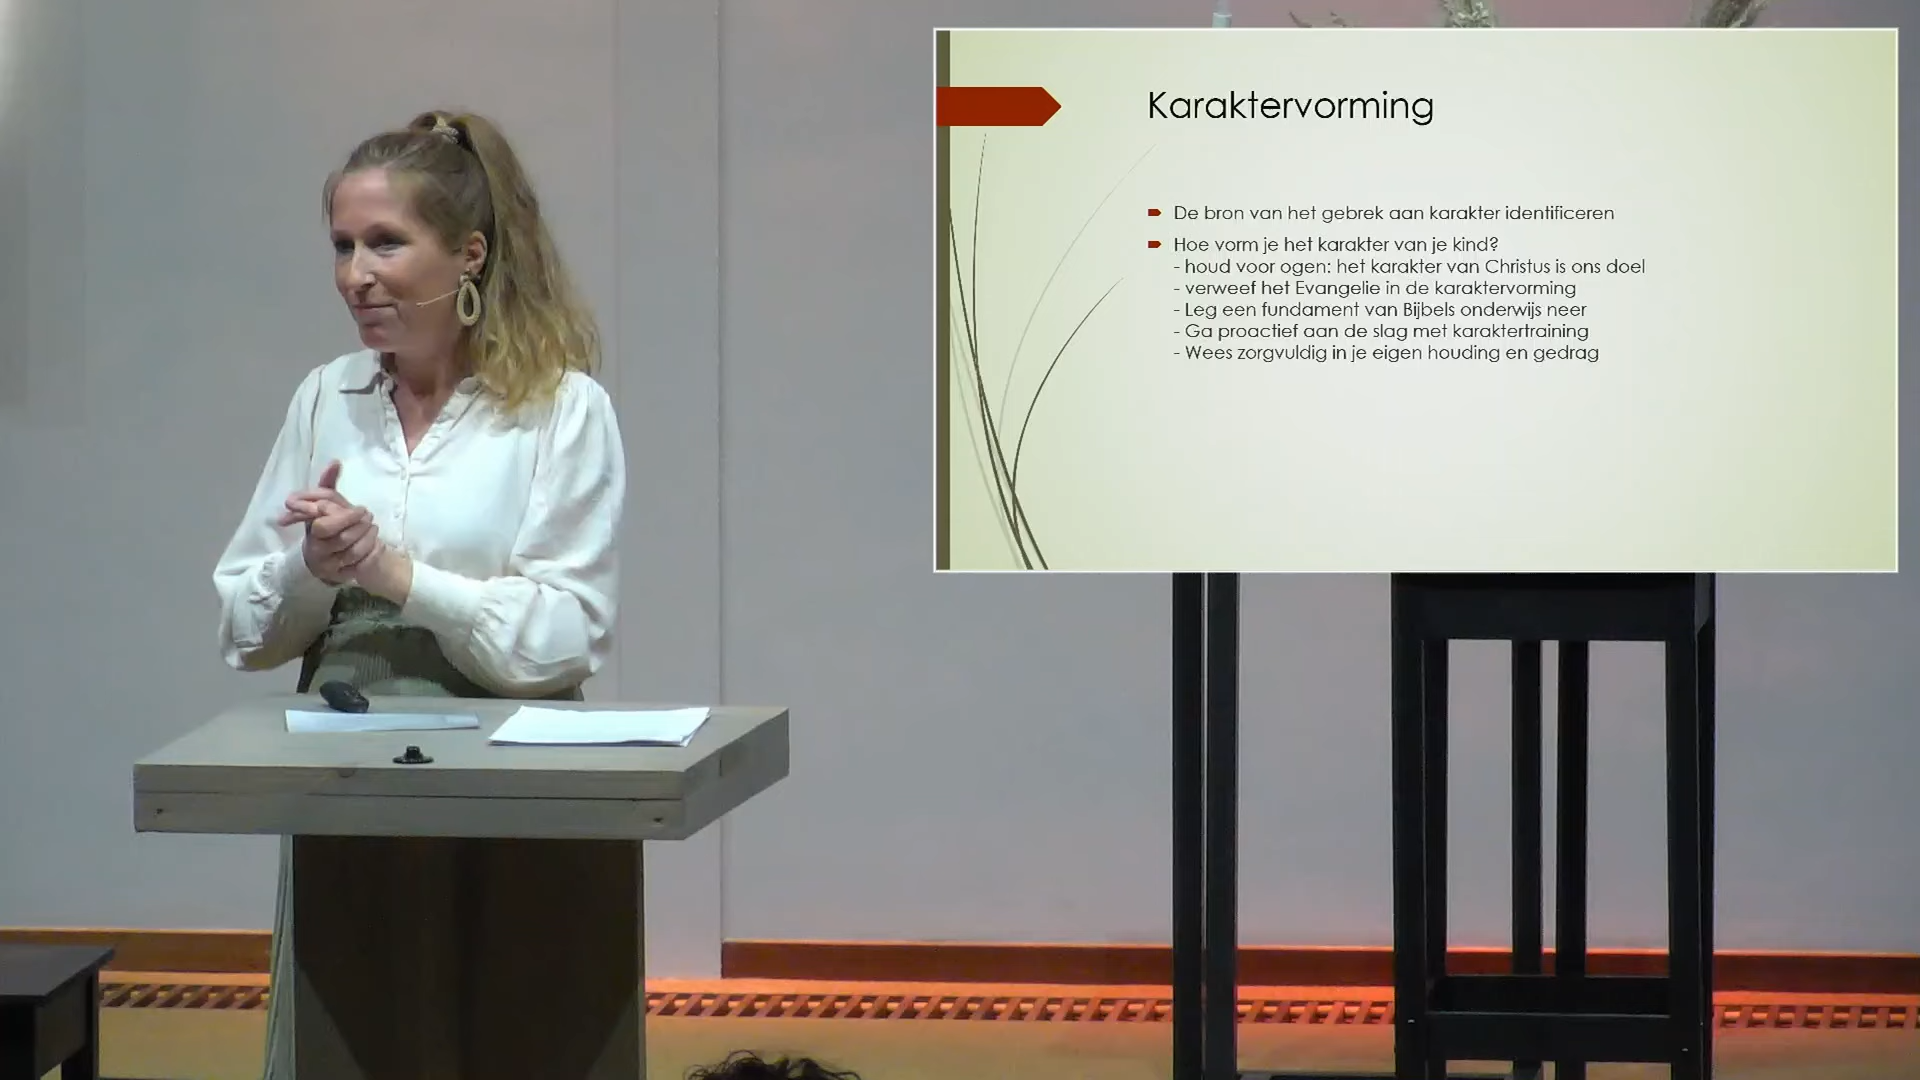 Karaktervorming
De bron van het gebrek aan karakter identificeren
Hoe vorm je het karakter van je kind?
- houd voor ogen: het karakter van Christus is ons doel
- verweef het Evangelie in de karaktervorming
- Leg een fundament van Bijbels onderwijs neer
- Ga proactief aan de slag met karaktertraining
- Wees zorgvuldig in je eigen houding en gedrag